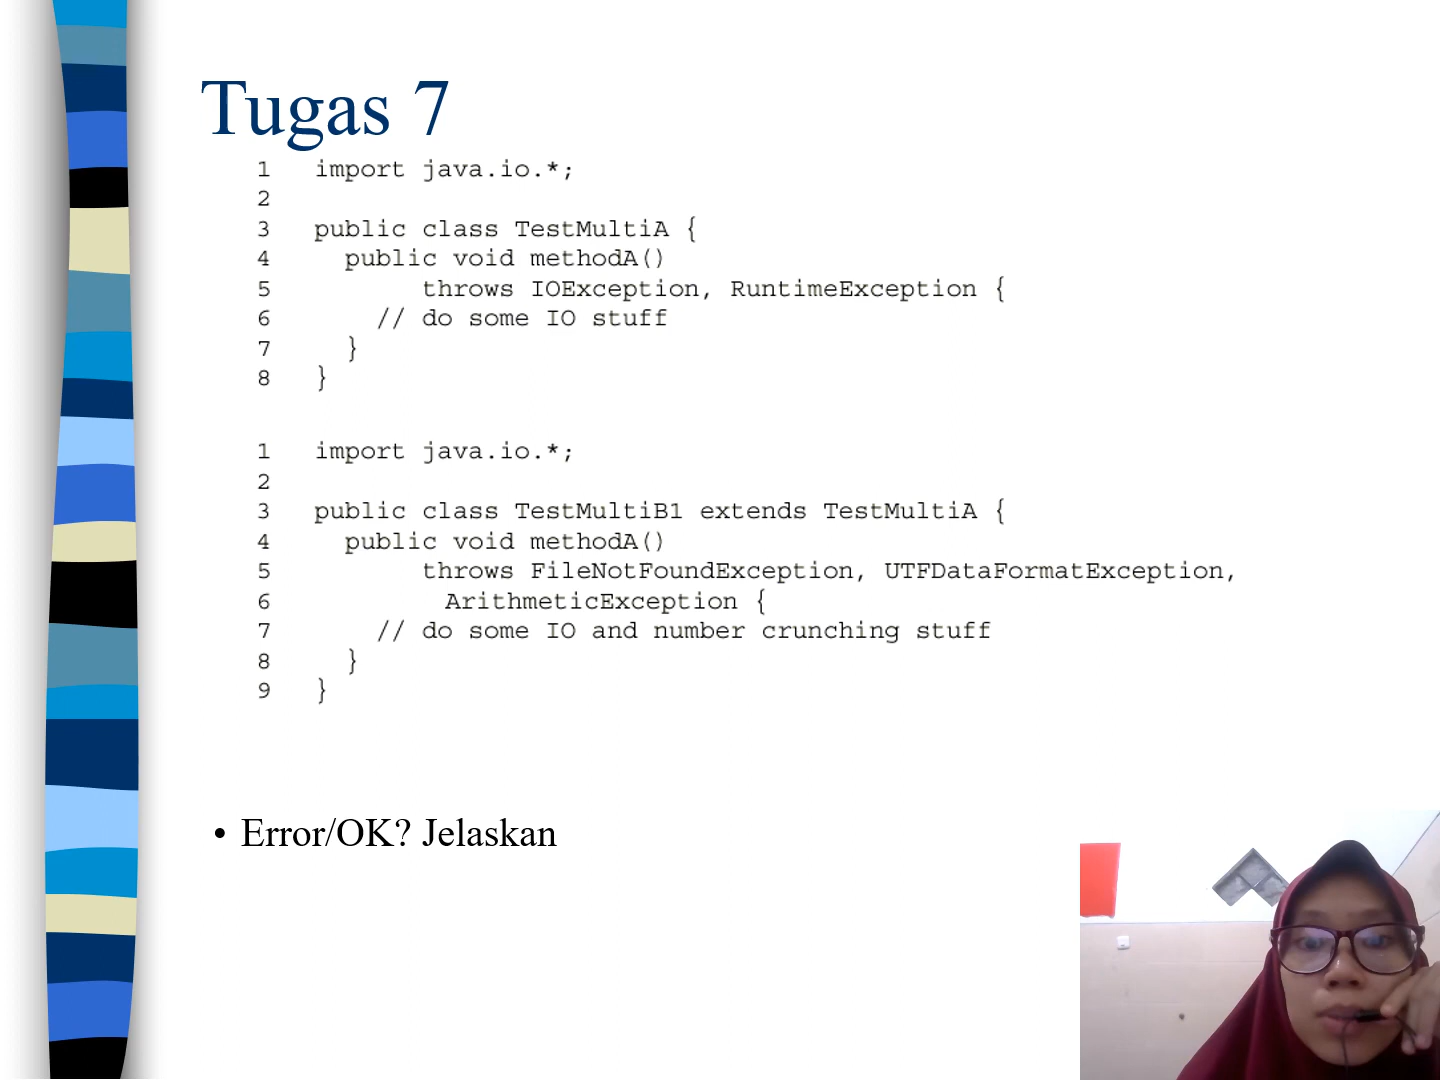 Tugas 7
1 import java.io.*;
2
3 public class TestMultiA {
4 public void methodA()
5 throws IOException, RuntimeException {
6 // do some IO stuff
7 }
8 }
1 import java.io.*;
2
3 public class TestMultiB1 extends TestMultiA {
4 public void methodA()
5 throws FileNotFoundException, UTFDataFormatException,
6 ArithmeticException {
7 // do some IO and number crunching stuff
8 }
9 }
• Error/OK? Jelaskan